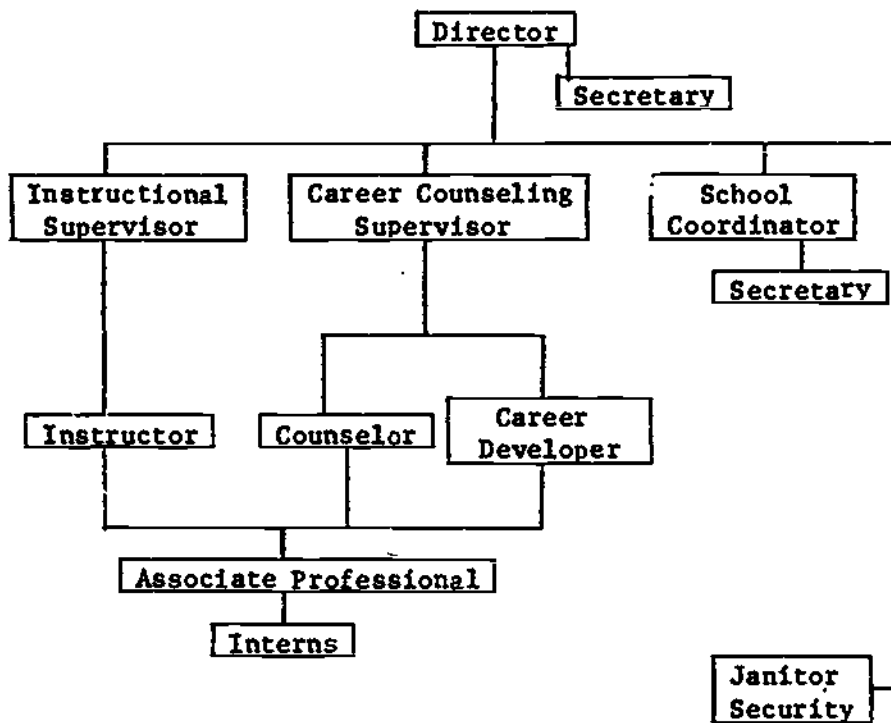 Director
Secretary
Instructional
Supervisor
Career Counseling
Supervisor
School
Coordinator
Secretary
Instructor
Counselor
Career
Developer
Associate Professional
Interns
Janitor
Security